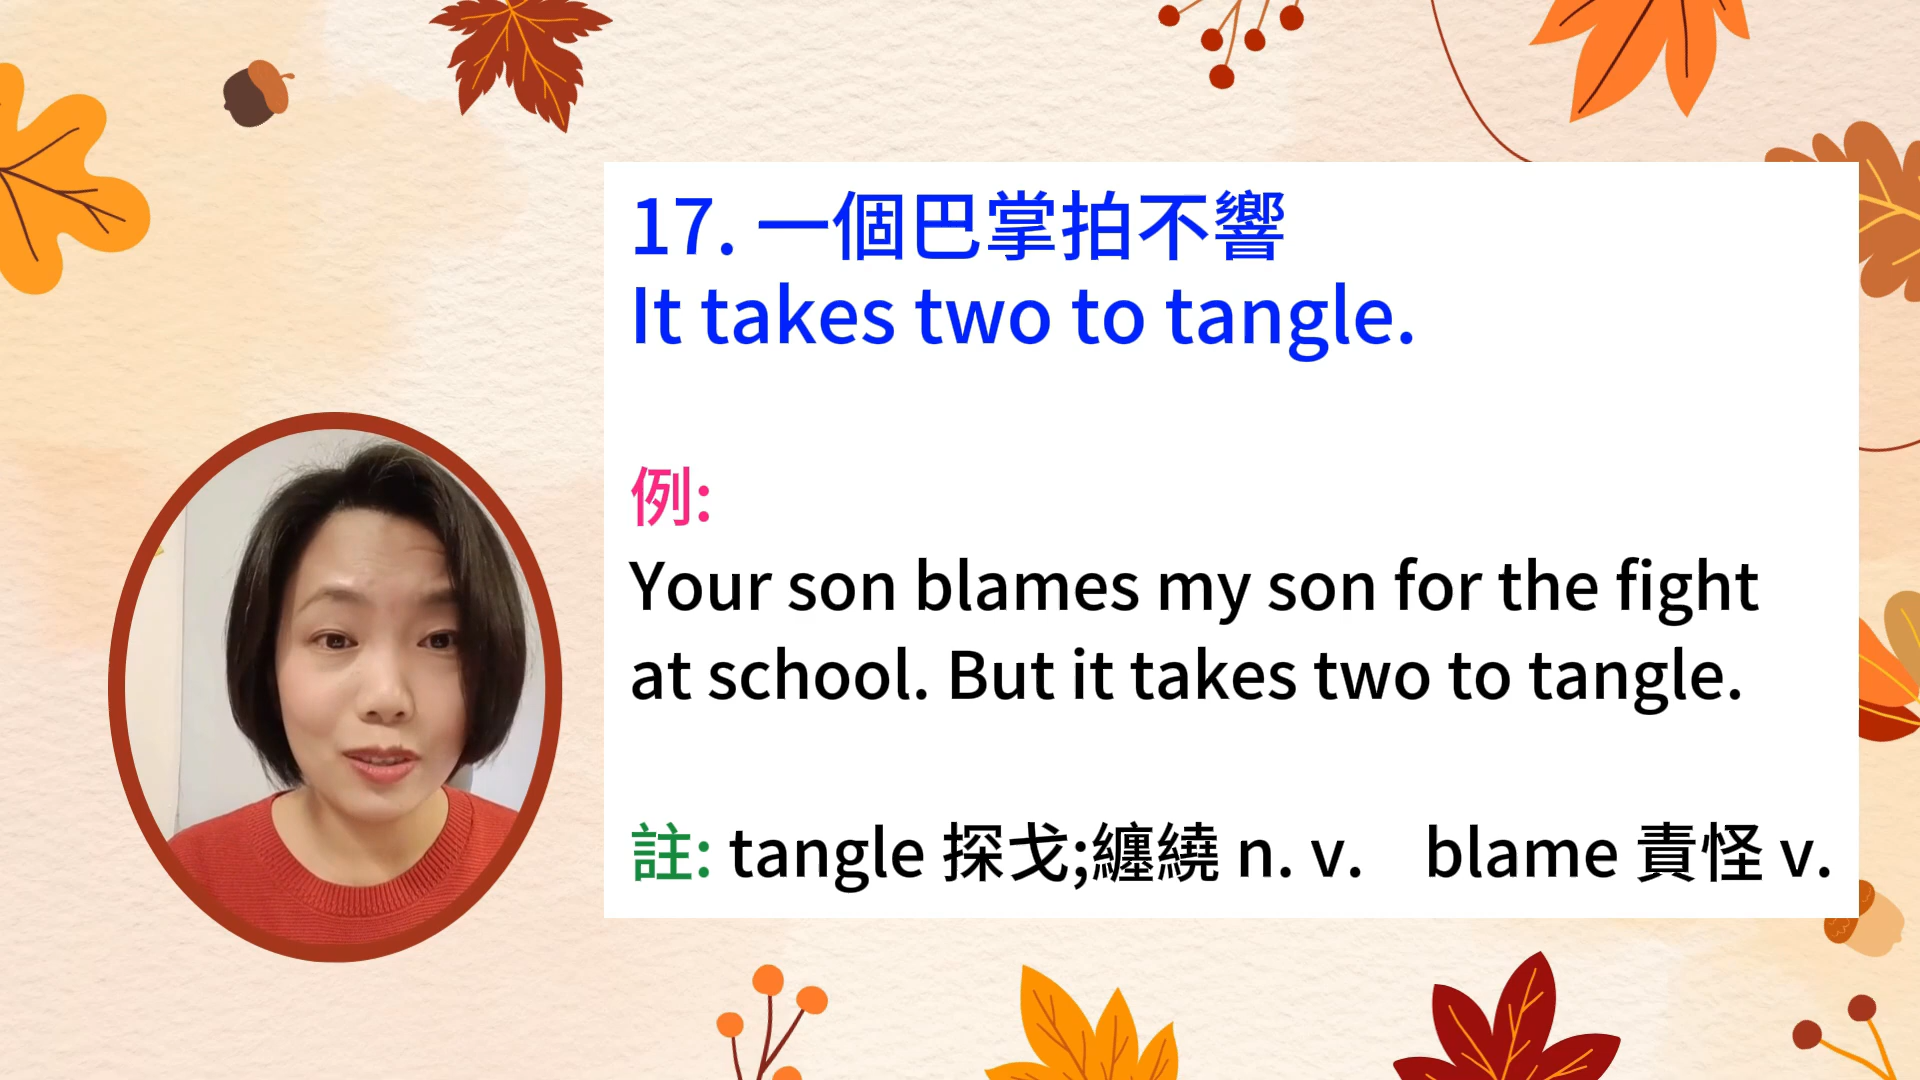 17. 一個巴掌拍不響
It takes two to tangle.
例:
Your son blames my son for the fight
at school. But it takes two to tangle.
註: tangle 探戈;纏繞 n. v. blame 責怪 v.